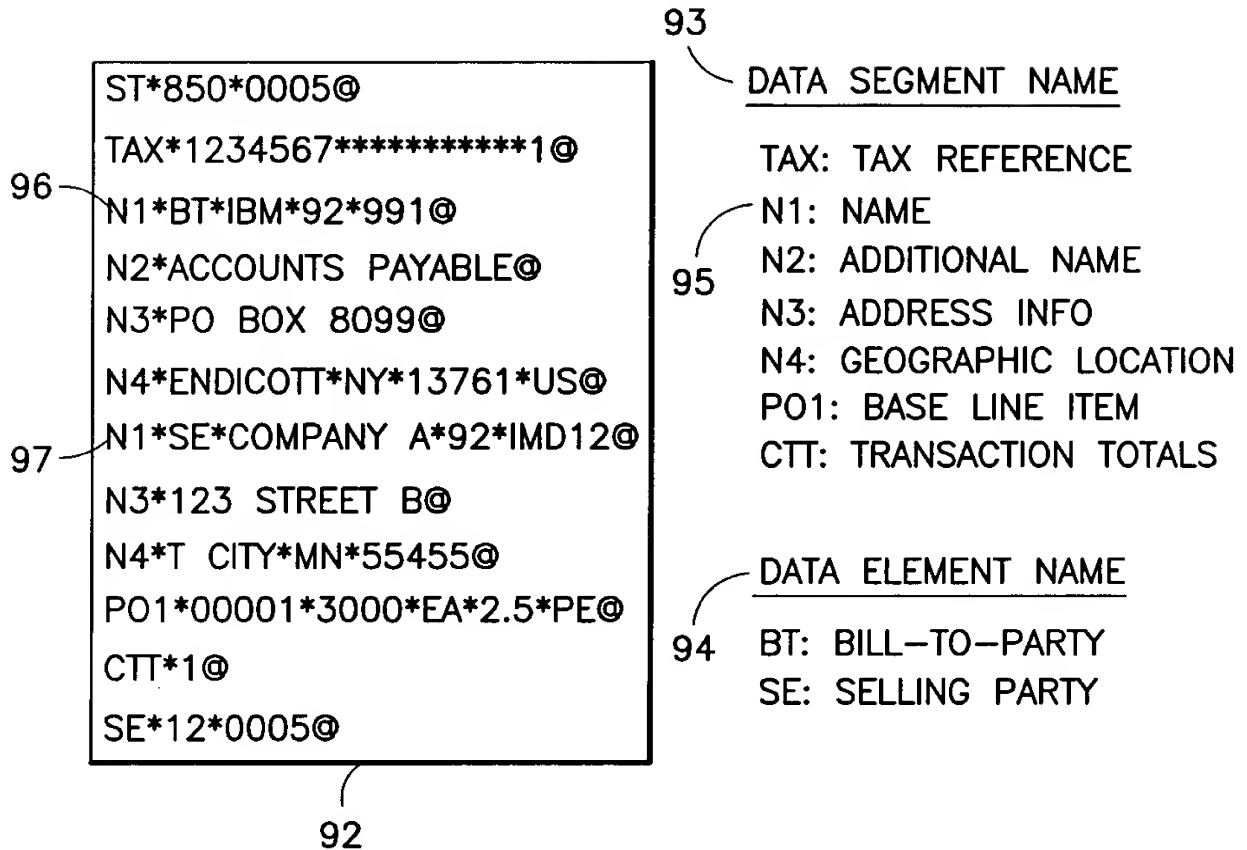 93
ST*850*0005@
TAX*1234567***********1@
96
N1*BT*IBM*92*991@
N2*ACCOUNTS PAYABLE@
N3*PO BOX 8099@
N4*ENDICOTT*NY*13761*US@
97
N1*SE*COMPANY A*92*IMD12@
N3*123 STREET B@
N4*T CITY*MN*55455@
PO1*00001*3000*EA*2.5*PE@
CTT*1@
SE*12*0005@
92
DATA SEGMENT NAME
TAX: TAX REFERENCE
N1: NAME
95
N2: ADDITIONAL NAME
N3: ADDRESS INFO
N4: GEOGRAPHIC LOCATION
PO1: BASE LINE ITEM
CTT: TRANSACTION TOTALS
DATA ELEMENT NAME
94
BT: BILL-TO-PARTY
SE: SELLING PARTY